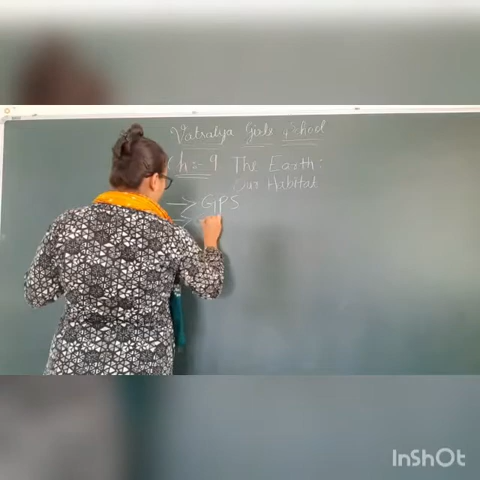 Vatsalya Girls School
Ch:- 9 The Earth:
Our Habitat
→ GPS
→
InShOt